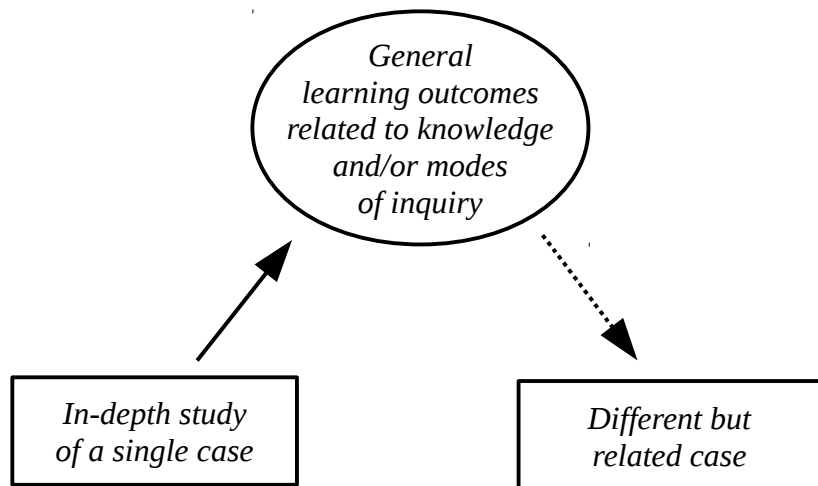 General
learning outcomes
related to knowledge
and/or modes
of inquiry
In-depth study
of a single case
Different but
related case